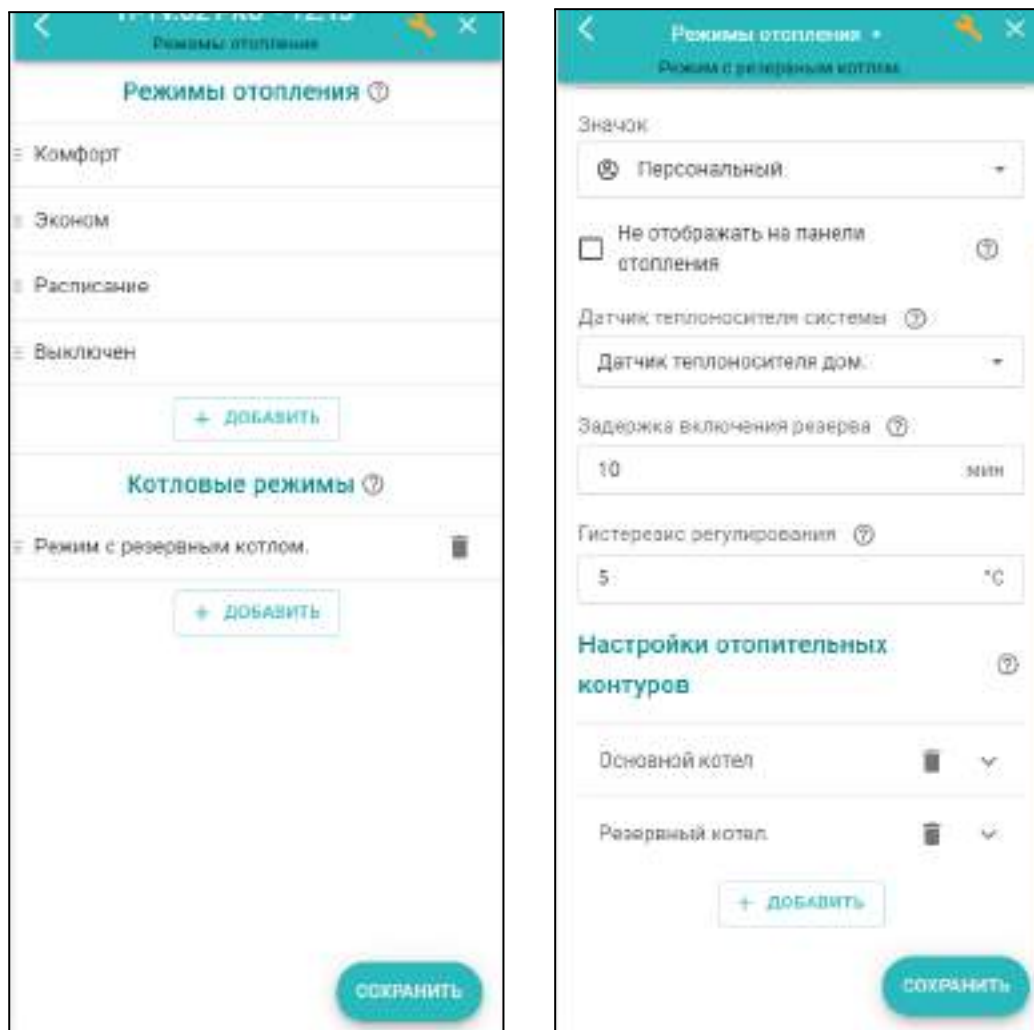 Режимы отопления
Режимы отопления
Комфорт
Эконом
Расписание
Выключен
+ ДОБАВИТЬ
Котловые режимы
Режим с резервным котлом.
+ ДОБАВИТЬ
СОХРАНИТЬ
Режимы отопления •
Режим с резервным котлом.
Значок
Персональный
Не отображать на панели
отопления
Датчик теплоносителя системы
Датчик теплоносителя дом.
Задержка включения резерва
10 мин
Гистерезис регулирования
5 °C
Настройки отопительных
контуров
Основной котел
Резервный котел
+ ДОБАВИТЬ
СОХРАНИТЬ